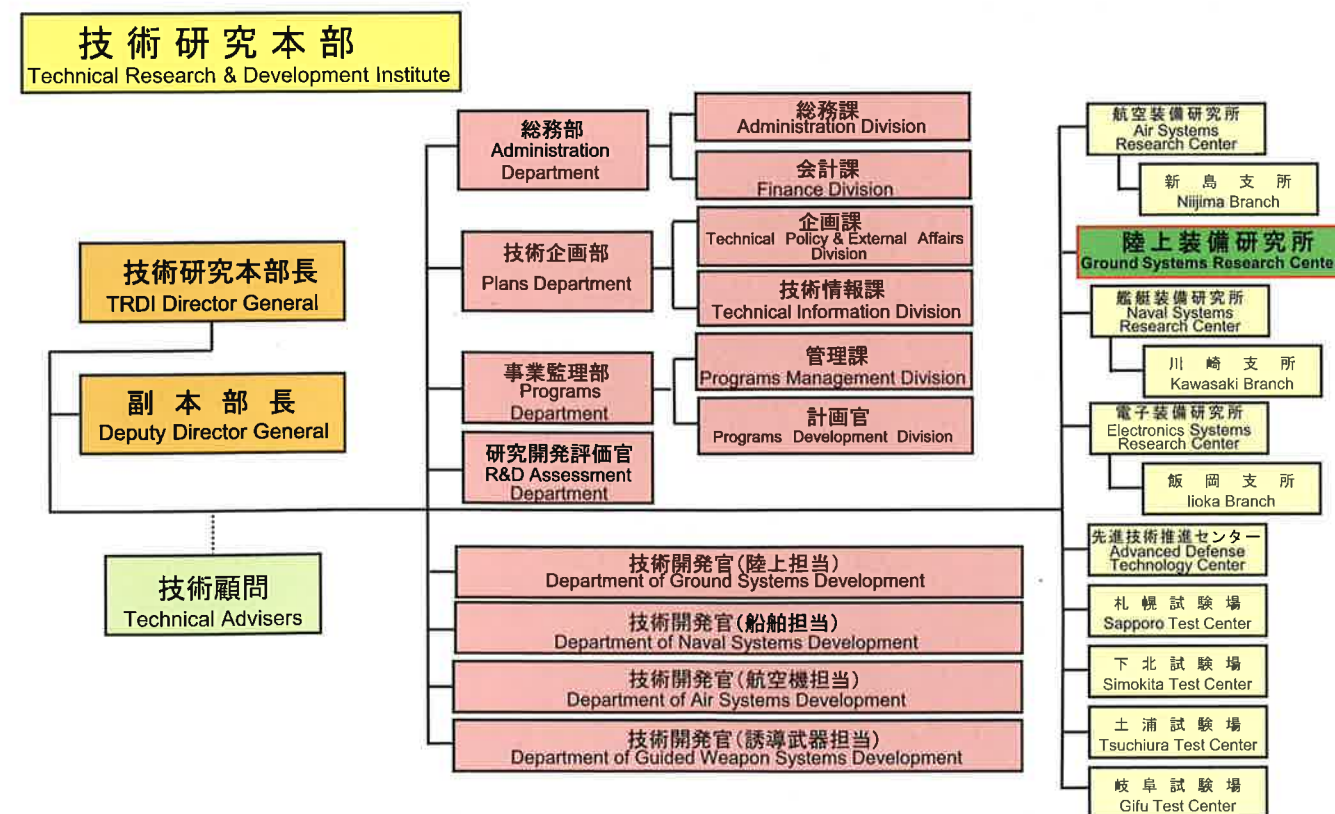 技術研究本部
Technical Research & Development Institute
技術研究本部長
TRDI Director General
副本部長
Deputy Director General
技術顧問
Technical Advisers
総務部
Administration
Department
総務課
Administration Division
会計課
Finance Division
技術企画部
Plans Department
企画課
Technical Policy & External Affairs
Division
技術情報課
Technical Information Division
事業監理部
Programs
Department
管理課
Programs Management Division
計画官
Programs Development Division
研究開発評価官
R&D Assessment
Department
技術開発官(陸上担当)
Department of Ground Systems Development
技術開発官(船舶担当)
Department of Naval Systems Development
技術開発官(航空機担当)
Department of Air Systems Development
技術開発官(誘導武器担当)
Department of Guided Weapon Systems Development
航空装備研究所
Air Systems
Research Center
新島支所
Niijima Branch
陸上装備研究所
Ground Systems Research Cente
艦艇装備研究所
Naval Systems
Research Center
川崎支所
Kawasaki Branch
電子装備研究所
Electronics Systems
Research Center
飯岡支所
Iioka Branch
先進技術推進センター
Advanced Defense
Technology Center
札幌試験場
Sapporo Test Center
下北試験場
Simokita Test Center
土浦試験場
Tsuchiura Test Center
岐阜試験場
Gifu Test Center